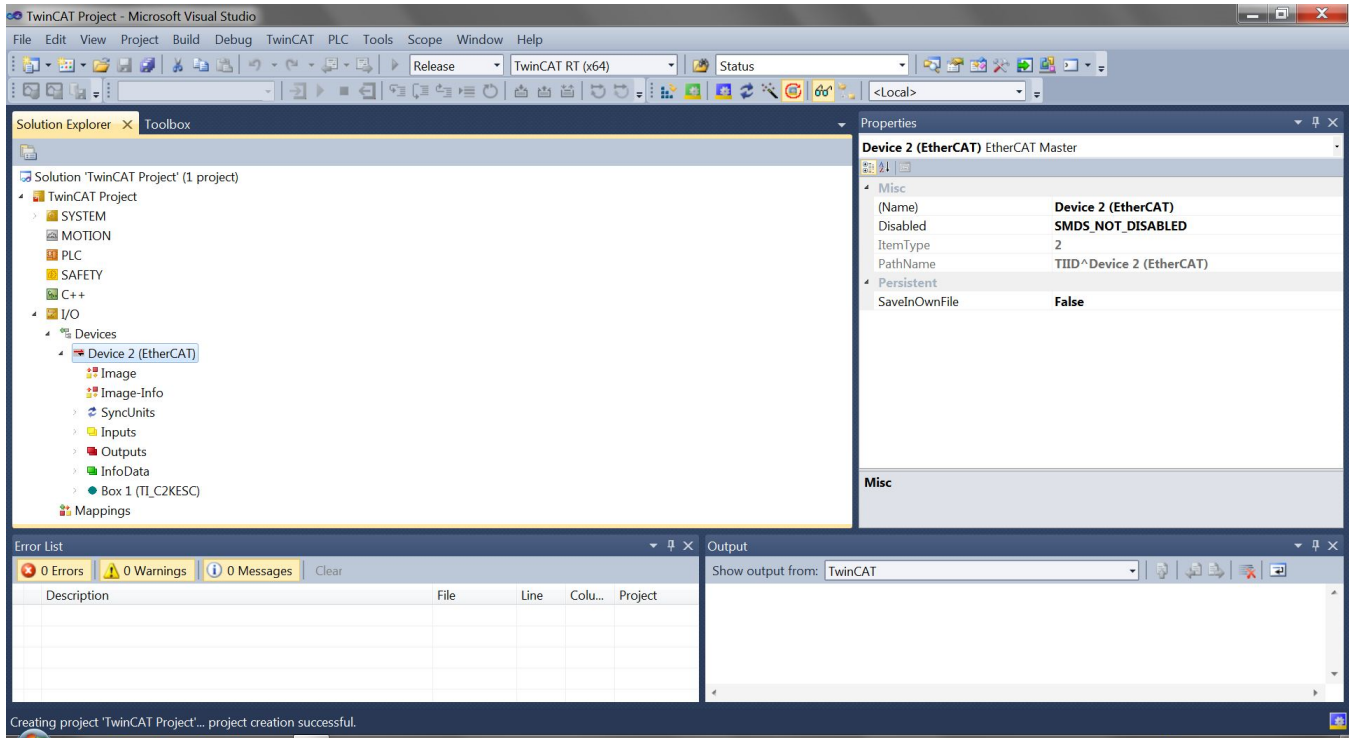 TwinCAT Project - Microsoft Visual Studio
File Edit View Project Build Debug TwinCAT PLC Tools Scope Window Help
Release TwinCAT RT (x64) Status
<Local>
Solution Explorer Toolbox
Solution 'TwinCAT Project' (1 project)
TwinCAT Project
SYSTEM
MOTION
PLC
SAFETY
C++
I/O
Devices
Device 2 (EtherCAT)
Image
Image-Info
SyncUnits
Inputs
Outputs
InfoData
Box 1 (TI_C2KESC)
Mappings
Properties
Device 2 (EtherCAT) EtherCAT Master
Misc
(Name) Device 2 (EtherCAT)
Disabled SMDS_NOT_DISABLED
ItemType 2
PathName TIID^Device 2 (EtherCAT)
Persistent
SaveInOwnFile False
Misc
Error List
0 Errors 0 Warnings 0 Messages Clear
Description File Line Colu... Project
Output
Show output from: TwinCAT
Creating project 'TwinCAT Project'... project creation successful.